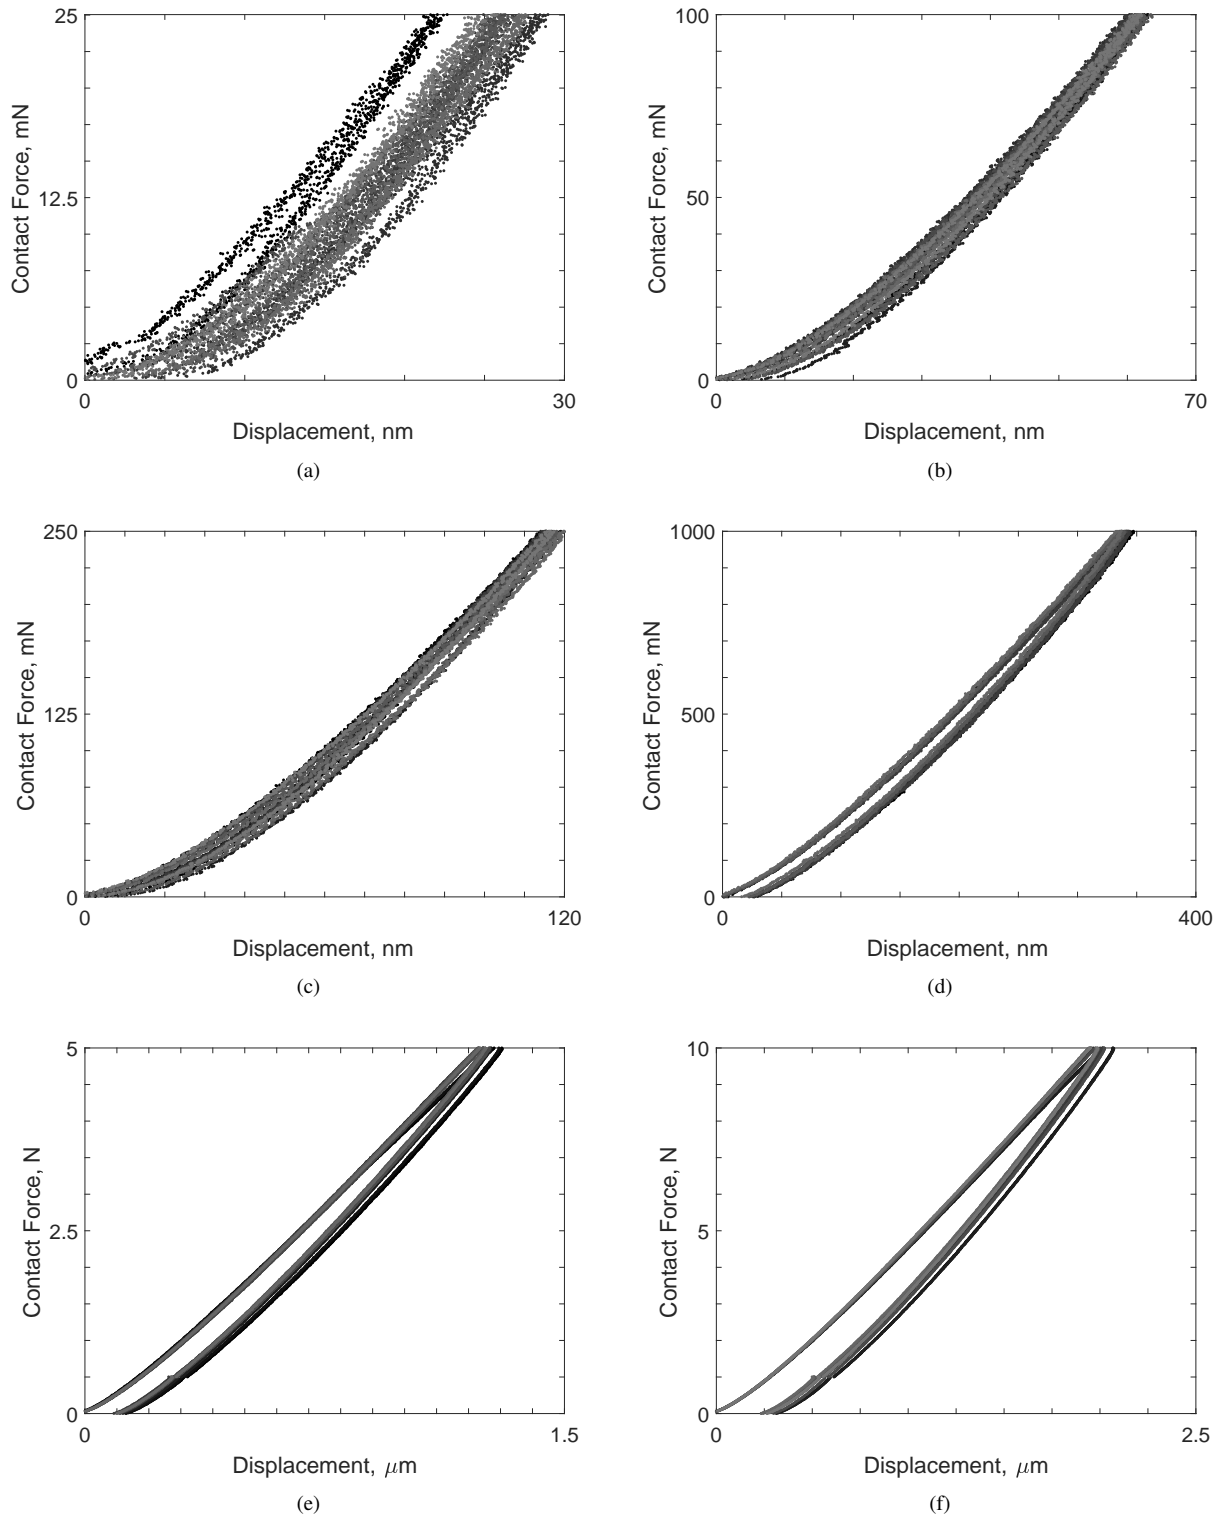 25
12.5
0
Contact Force, mN
0
30
Displacement, nm
(a)
100
50
0
Contact Force, mN
0
70
Displacement, nm
(b)
250
125
0
Contact Force, mN
0
120
Displacement, nm
(c)
1000
500
0
Contact Force, mN
0
400
Displacement, nm
(d)
5
2.5
0
Contact Force, N
0
1.5
Displacement, μm
(e)
10
5
0
Contact Force, N
0
2.5
Displacement, μm
(f)